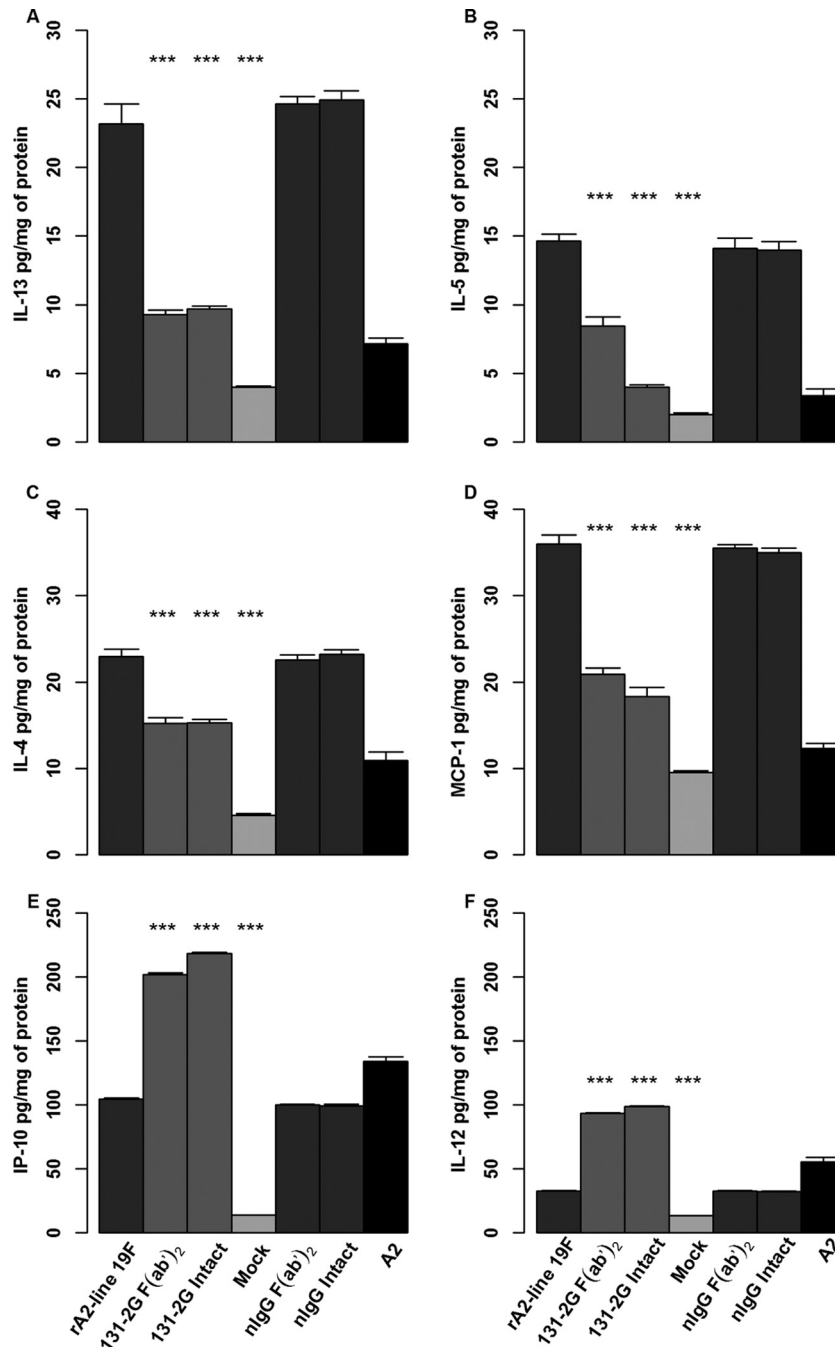 A
IL-13 pg/mg of protein
30
25
20
15
10
5
0
*** *** ***
B
IL-5 pg/mg of protein
30
25
20
15
10
5
0
*** *** ***
C
IL-4 pg/mg of protein
40
30
20
10
0
*** *** ***
D
MCP-1 pg/mg of protein
40
30
20
10
0
*** *** ***
E
IP-10 pg/mg of protein
250
200
150
100
50
0
*** *** ***
rA2-line 19F
131-2G F(ab')2
131-2G Intact
Mock
nIgG F(ab')2
nIgG Intact
A2
F
IL-12 pg/mg of protein
250
200
150
100
50
0
*** *** ***
rA2-line 19F
131-2G F(ab')2
131-2G Intact
Mock
nIgG F(ab')2
nIgG Intact
A2